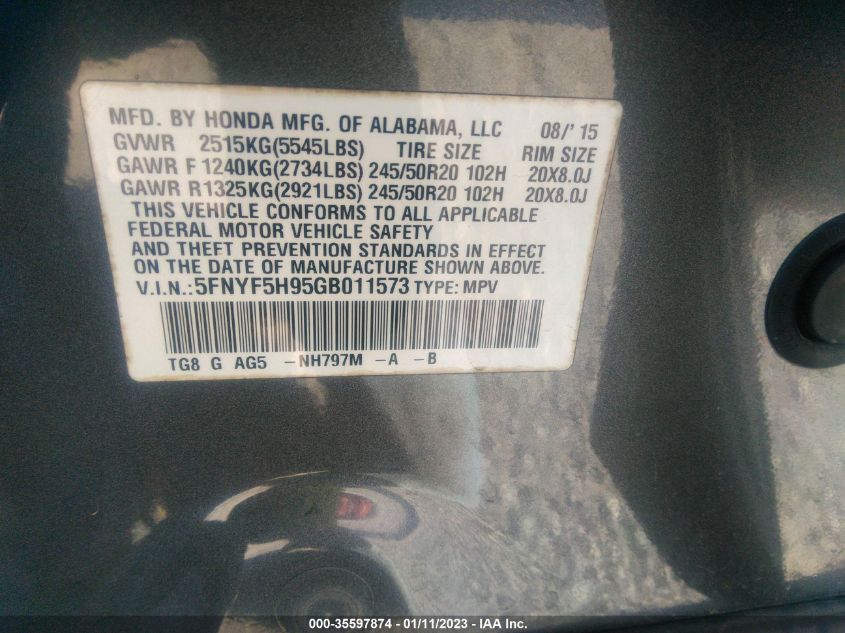 MFD. BY HONDA MFG. OF ALABAMA, LLC 08/'15
GVWR 2515KG(5545LBS) TIRE SIZE RIM SIZE
GAWR F 1240KG(2734LBS) 245/50R20 102H 20X8.0J
GAWR R1325KG(2921LBS) 245/50R20 102H 20X8.0J
THIS VEHICLE CONFORMS TO ALL APPLICABLE
FEDERAL MOTOR VEHICLE SAFETY
AND THEFT PREVENTION STANDARDS IN EFFECT
ON THE DATE OF MANUFACTURE SHOWN ABOVE.
V.I.N.:5FNYF5H95GB011573 TYPE: MPV
TG8 G AG5 -NH797M -A -B
000-35597874 - 01/11/2023 - IAA Inc.